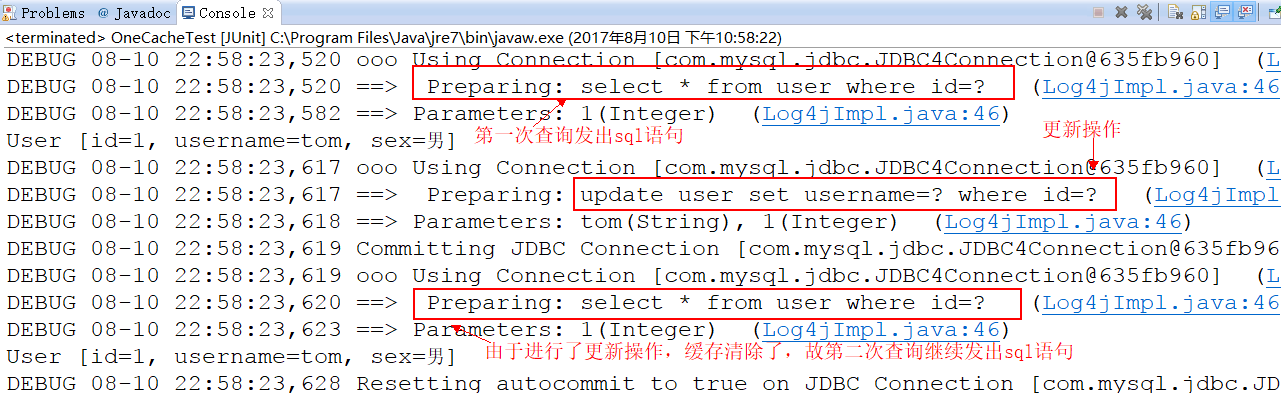 Problems @ Javadoc Console
<terminated> OneCacheTest [JUnit] C:\Program Files\Java\jre7\bin\javaw.exe (2017年8月10日 下午10:58:22)
DEBUG 08-10 22:58:23,520 ooo Using Connection [com.mysql.jdbc.JDBC4Connection@635fb960] (L
DEBUG 08-10 22:58:23,520 ==> Preparing: select * from user where id=? (Log4jImpl.java:46
DEBUG 08-10 22:58:23,582 ==> Parameters: 1(Integer) (Log4jImpl.java:46)
第一次查询发出sql语句
更新操作
User [id=1, username=tom, sex=男]
DEBUG 08-10 22:58:23,617 ooo Using Connection [com.mysql.jdbc.JDBC4Connection@635fb960] (L
DEBUG 08-10 22:58:23,617 ==> Preparing: update user set username=? where id=? (Log4jImpl
DEBUG 08-10 22:58:23,618 ==> Parameters: tom(String), 1(Integer) (Log4jImpl.java:46)
DEBUG 08-10 22:58:23,619 Committing JDBC Connection [com.mysql.jdbc.JDBC4Connection@635fb96
DEBUG 08-10 22:58:23,619 ooo Using Connection [com.mysql.jdbc.JDBC4Connection@635fb960] (L
DEBUG 08-10 22:58:23,620 ==> Preparing: select * from user where id=? (Log4jImpl.java:46
DEBUG 08-10 22:58:23,623 ==> Parameters: 1(Integer) (Log4jImpl.java:46)
由于进行了更新操作，缓存清除了，故第二次查询继续发出sql语句
User [id=1, username=tom, sex=男]
DEBUG 08-10 22:58:23,628 Resetting autocommit to true on JDBC Connection [com.mysql.jdbc.JD